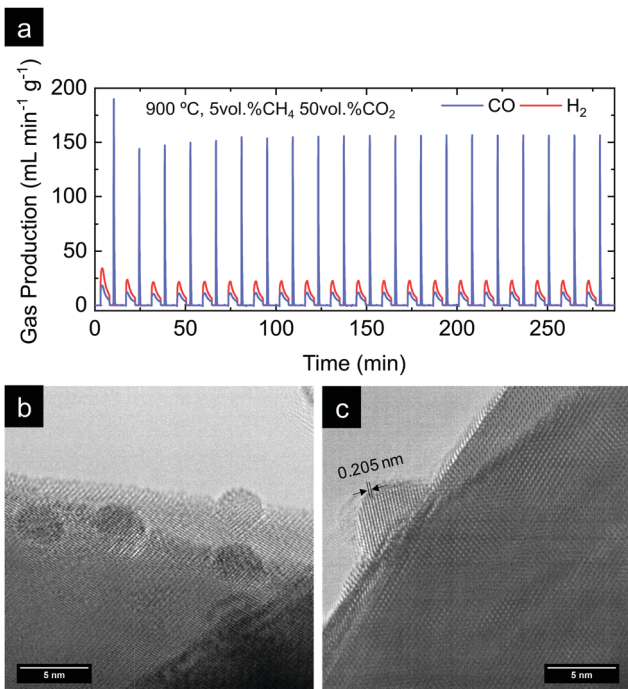 a
Gas Production (mL min⁻¹ g⁻¹)
200
150
100
50
0
900 ºC, 5vol.%CH₄ 50vol.%CO₂
CO
H₂
0 50 100 150 200 250
Time (min)
b
5 nm
c
0.205 nm
5 nm